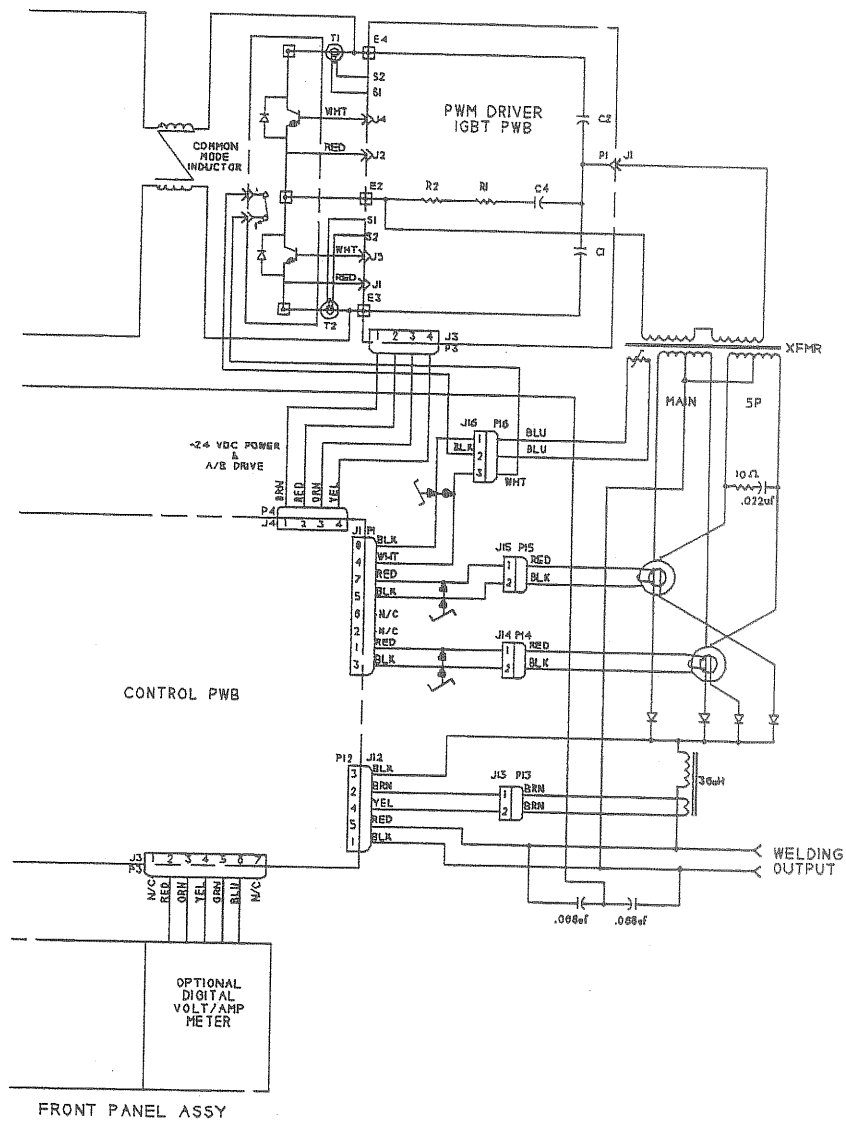 T1
E4
S2
S1
PWM DRIVER
IGBT PWB
WHT
J4
C2
RED
J2
P1
J1
COMMON
MODE
INDUCTOR
E2
R2
R1
C4
S1
S2
WHT
J3
C1
RED
J1
E3
T2
1 2 3 4
J3
P3
XFMR
MAIN
SP
-24 VDC POWER
&
A/B DRIVE
BRN
RED
ORN
YEL
J16
P16
1
BLU
BLK
2
BLU
3
WHT
10Ω
.022uf
P4
J4
1 2 3 4
J1
P1
8
BLK
4
WHT
7
RED
5
BLK
6
N/C
2
N/C
1
RED
3
BLK
J15 P15
1
RED
2
BLK
J14 P14
1
RED
2
BLK
CONTROL PWB
P12
J12
3
BLK
2
BRN
4
YEL
5
RED
1
BLK
J13
P13
1
BRN
2
BRN
36uH
WELDING
OUTPUT
J3
P3
1 2 3 4 5 6 7
N/C
RED
ORN
YEL
GRN
BLU
N/C
.068uf
.068uf
OPTIONAL
DIGITAL
VOLT/AMP
METER
FRONT PANEL ASSY